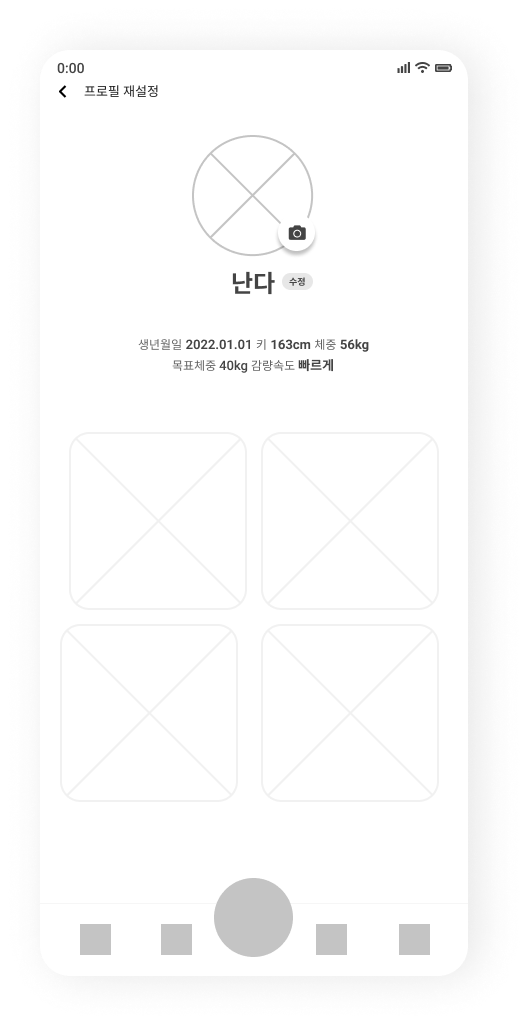 0:00
프로필 재설정
난다 수정
생년월일 2022.01.01 키 163cm 체중 56kg
목표체중 40kg 감량속도 빠르게